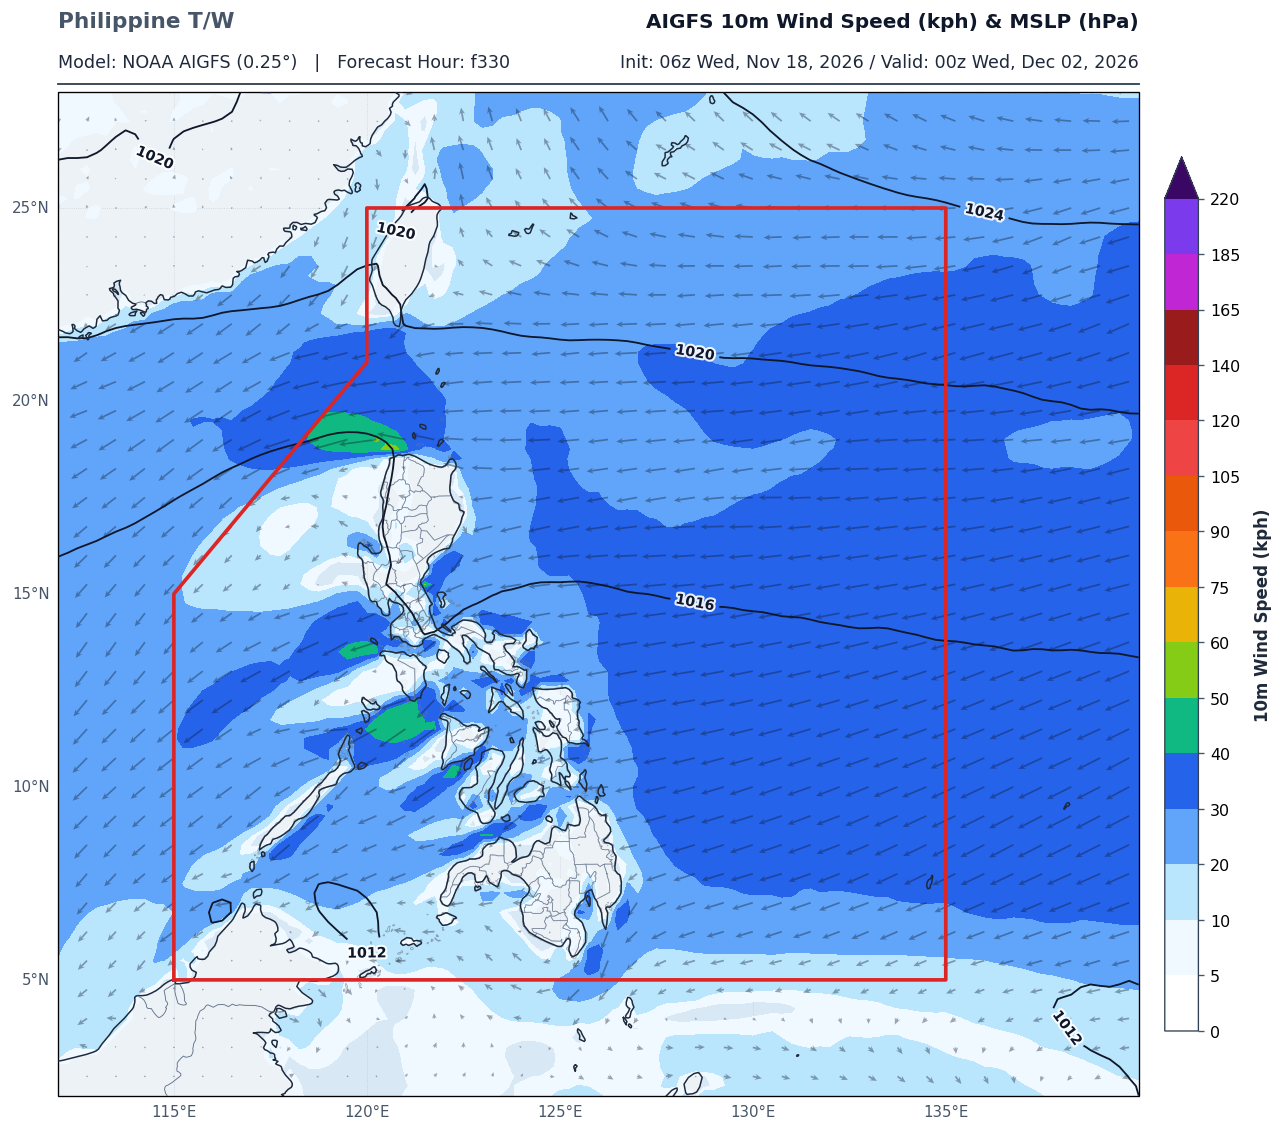 Philippine T/W
AIGFS 10m Wind Speed (kph) & MSLP (hPa)
Model: NOAA AIGFS (0.25°) | Forecast Hour: f330
Init: 06z Wed, Nov 18, 2026 / Valid: 00z Wed, Dec 02, 2026
1020
1024
1020
1020
1016
1012
1012
25°N
20°N
15°N
10°N
5°N
115°E
120°E
125°E
130°E
135°E
220
185
165
140
120
105
90
75
60
50
40
30
20
10
5
0
10m Wind Speed (kph)